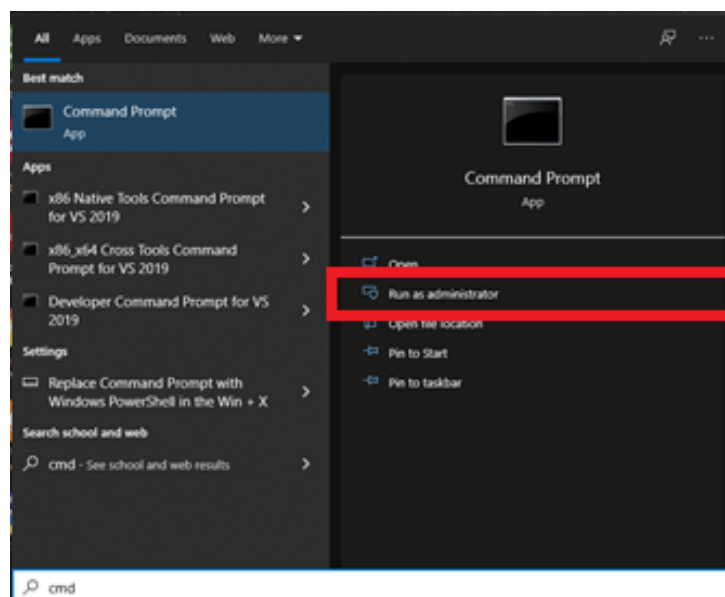 All Apps Documents Web More
Best match
Command Prompt
App
Apps
x86 Native Tools Command Prompt
for VS 2019
x86_x64 Cross Tools Command
Prompt for VS 2019
Developer Command Prompt for VS
2019
Settings
Replace Command Prompt with
Windows PowerShell in the Win + X
Search school and web
cmd - See school and web results
Command Prompt
App
Open
Run as administrator
Open file location
Pin to Start
Pin to taskbar
cmd